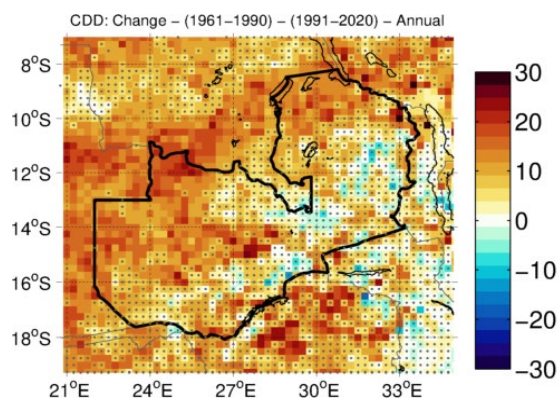 CDD: Change − (1961−1990) − (1991−2020) − Annual
8°S
10°S
12°S
14°S
16°S
18°S
21°E 24°E 27°E 30°E 33°E
30
20
10
0
−10
−20
−30